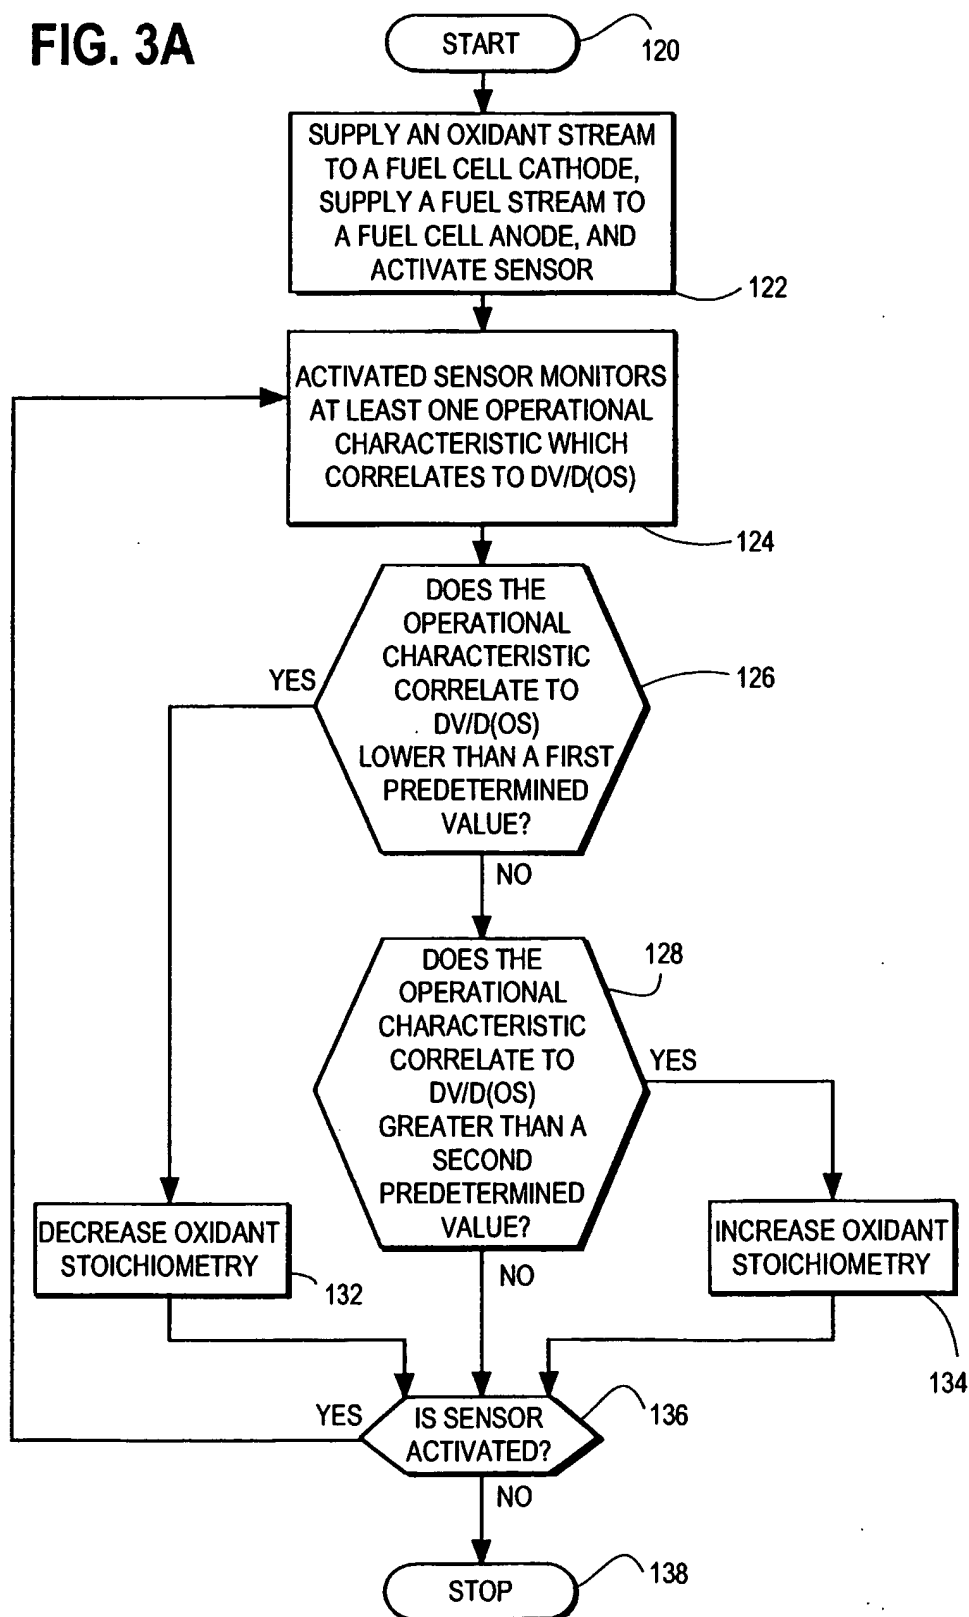 FIG. 3A
START
120
SUPPLY AN OXIDANT STREAM
TO A FUEL CELL CATHODE,
SUPPLY A FUEL STREAM TO
A FUEL CELL ANODE, AND
ACTIVATE SENSOR
122
ACTIVATED SENSOR MONITORS
AT LEAST ONE OPERATIONAL
CHARACTERISTIC WHICH
CORRELATES TO DV/D(OS)
124
DOES THE
OPERATIONAL
CHARACTERISTIC
CORRELATE TO
DV/D(OS)
LOWER THAN A FIRST
PREDETERMINED
VALUE?
126
YES
NO
DOES THE
OPERATIONAL
CHARACTERISTIC
CORRELATE TO
DV/D(OS)
GREATER THAN A
SECOND
PREDETERMINED
VALUE?
128
YES
NO
DECREASE OXIDANT
STOICHIOMETRY
132
INCREASE OXIDANT
STOICHIOMETRY
134
IS SENSOR
ACTIVATED?
136
YES
NO
STOP
138